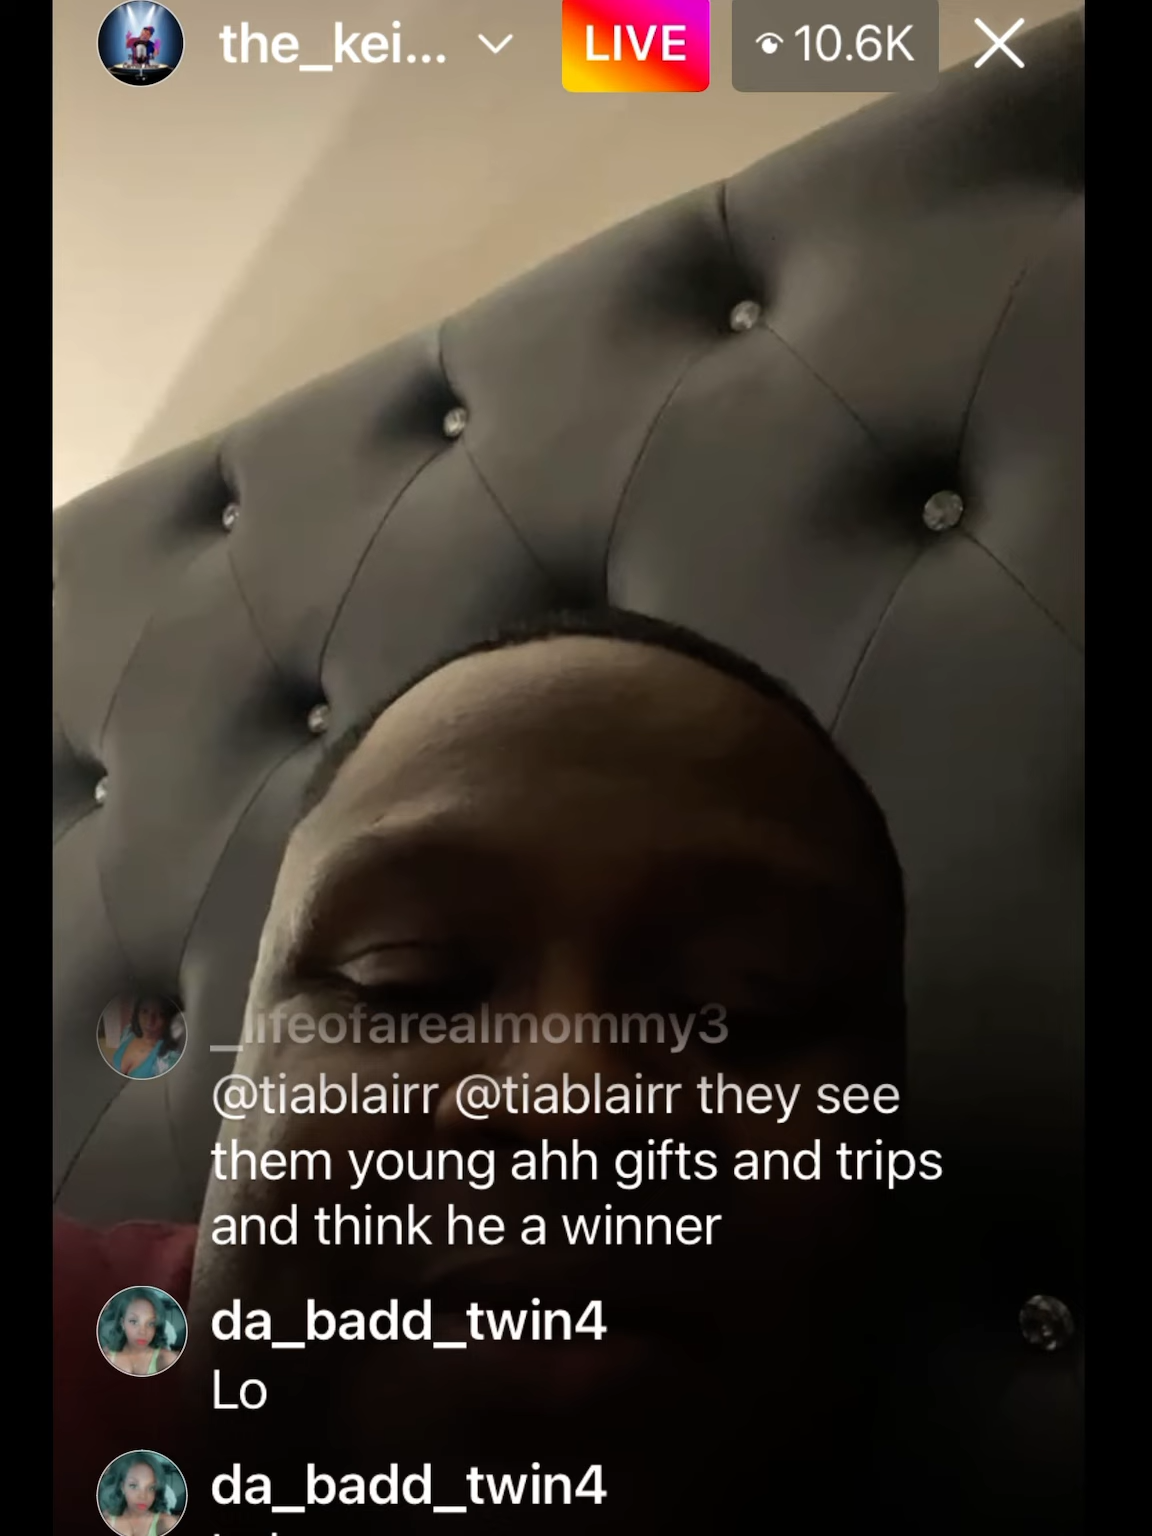 the_kei...
LIVE
10.6K
_lifeofarealmommy3
@tiablairr @tiablairr they see
them young ahh gifts and trips
and think he a winner
da_badd_twin4
Lo
da_badd_twin4